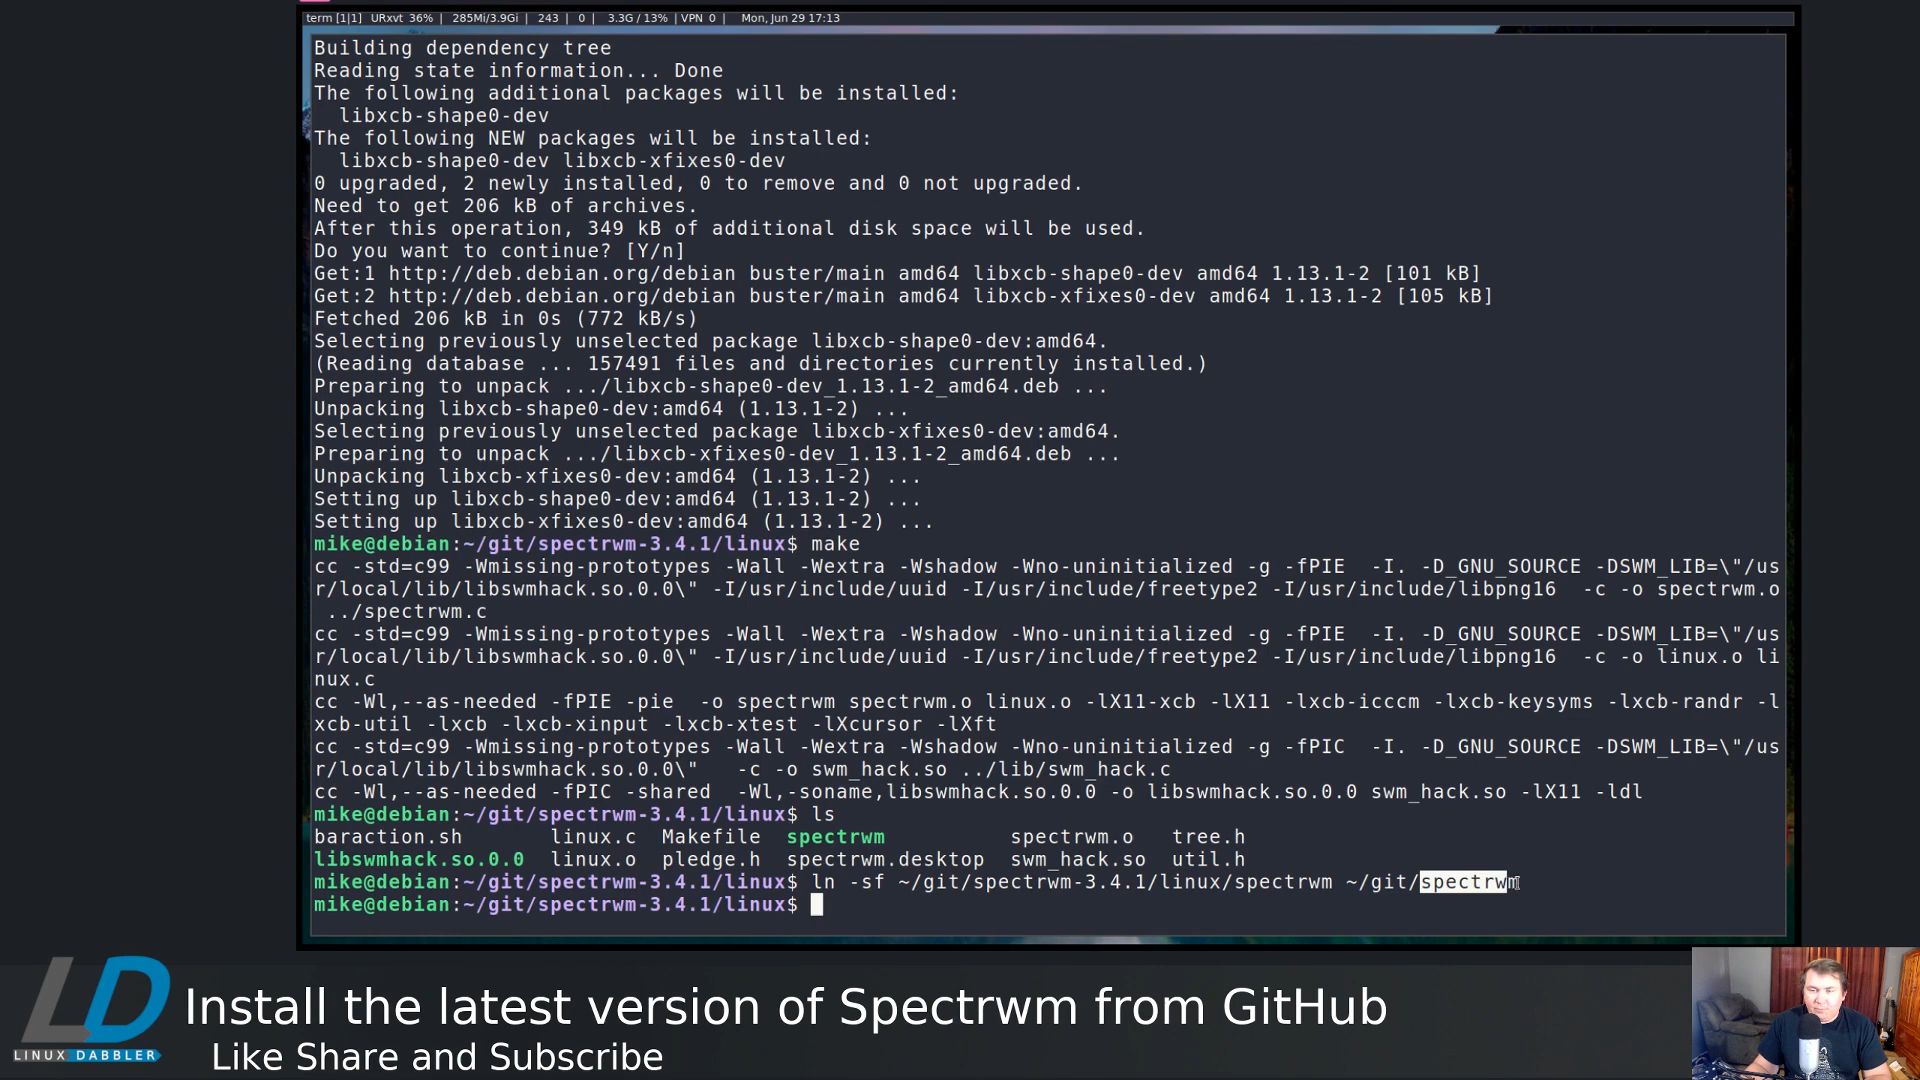 term [1|1]  URxvt  36% |  285Mi/3.9Gi |  243 |  0 |  3.3G / 13% | VPN  0 |  Mon, Jun 29 17:13
Building dependency tree
Reading state information... Done
The following additional packages will be installed:
  libxcb-shape0-dev
The following NEW packages will be installed:
  libxcb-shape0-dev libxcb-xfixes0-dev
0 upgraded, 2 newly installed, 0 to remove and 0 not upgraded.
Need to get 206 kB of archives.
After this operation, 349 kB of additional disk space will be used.
Do you want to continue? [Y/n]
Get:1 http://deb.debian.org/debian buster/main amd64 libxcb-shape0-dev amd64 1.13.1-2 [101 kB]
Get:2 http://deb.debian.org/debian buster/main amd64 libxcb-xfixes0-dev amd64 1.13.1-2 [105 kB]
Fetched 206 kB in 0s (772 kB/s)
Selecting previously unselected package libxcb-shape0-dev:amd64.
(Reading database ... 157491 files and directories currently installed.)
Preparing to unpack .../libxcb-shape0-dev_1.13.1-2_amd64.deb ...
Unpacking libxcb-shape0-dev:amd64 (1.13.1-2) ...
Selecting previously unselected package libxcb-xfixes0-dev:amd64.
Preparing to unpack .../libxcb-xfixes0-dev_1.13.1-2_amd64.deb ...
Unpacking libxcb-xfixes0-dev:amd64 (1.13.1-2) ...
Setting up libxcb-shape0-dev:amd64 (1.13.1-2) ...
Setting up libxcb-xfixes0-dev:amd64 (1.13.1-2) ...
mike@debian:~/git/spectrwm-3.4.1/linux$ make
cc -std=c99 -Wmissing-prototypes -Wall -Wextra -Wshadow -Wno-uninitialized -g -fPIE  -I. -D_GNU_SOURCE -DSWM_LIB=\"/us
r/local/lib/libswmhack.so.0.0\" -I/usr/include/uuid -I/usr/include/freetype2 -I/usr/include/libpng16  -c -o spectrwm.o
 ../spectrwm.c
cc -std=c99 -Wmissing-prototypes -Wall -Wextra -Wshadow -Wno-uninitialized -g -fPIE  -I. -D_GNU_SOURCE -DSWM_LIB=\"/us
r/local/lib/libswmhack.so.0.0\" -I/usr/include/uuid -I/usr/include/freetype2 -I/usr/include/libpng16  -c -o linux.o li
nux.c
cc -Wl,--as-needed -fPIE -pie  -o spectrwm spectrwm.o linux.o -lX11-xcb -lX11 -lxcb-icccm -lxcb-keysyms -lxcb-randr -l
xcb-util -lxcb -lxcb-xinput -lxcb-xtest -lXcursor -lXft
cc -std=c99 -Wmissing-prototypes -Wall -Wextra -Wshadow -Wno-uninitialized -g -fPIC  -I. -D_GNU_SOURCE -DSWM_LIB=\"/us
r/local/lib/libswmhack.so.0.0\"   -c -o swm_hack.so ../lib/swm_hack.c
cc -Wl,--as-needed -fPIC -shared  -Wl,-soname,libswmhack.so.0.0 -o libswmhack.so.0.0 swm_hack.so -lX11 -ldl
mike@debian:~/git/spectrwm-3.4.1/linux$ ls
baraction.sh       linux.c  Makefile  spectrwm          spectrwm.o   tree.h
libswmhack.so.0.0  linux.o  pledge.h  spectrwm.desktop  swm_hack.so  util.h
mike@debian:~/git/spectrwm-3.4.1/linux$ ln -sf ~/git/spectrwm-3.4.1/linux/spectrwm ~/git/spectrwm
mike@debian:~/git/spectrwm-3.4.1/linux$
LD
LINUX DABBLER
Install the latest version of Spectrwm from GitHub
Like Share and Subscribe